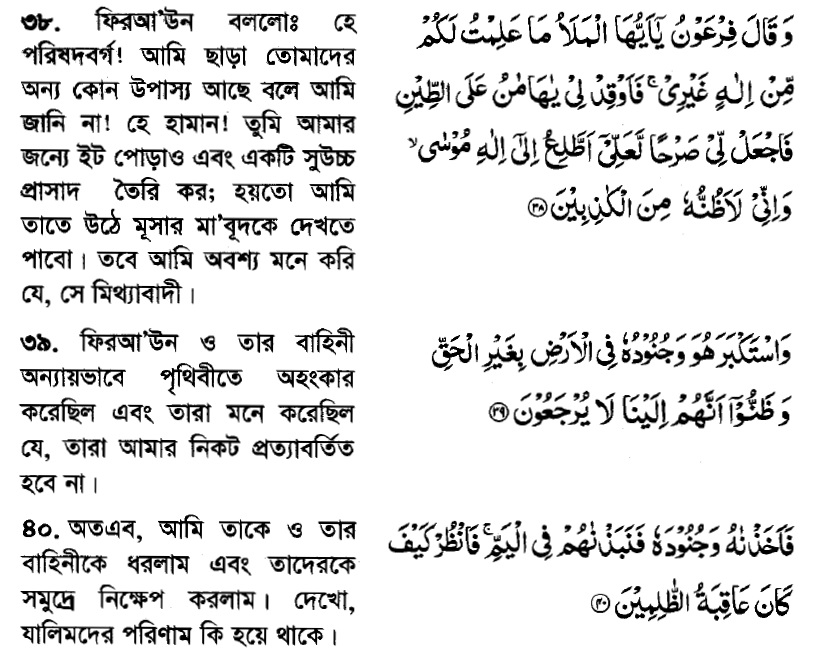 ৩৮. ফিরআ'উন বললোঃ হে
পরিষদবর্গ! আমি ছাড়া তোমাদের
অন্য কোন উপাস্য আছে বলে আমি
জানি না! হে হামান! তুমি আমার
জন্যে ইট পোড়াও এবং একটি সুউচ্চ
প্রাসাদ তৈরি কর; হয়তো আমি
তাতে উঠে মূসার মা'বূদকে দেখতে
পাবো। তবে আমি অবশ্য মনে করি
যে, সে মিথ্যাবাদী।
وَقَالَ فِرْعَوْنُ يٰۤاَيُّهَا الْمَلَاُ مَا عَلِمْتُ لَكُمْ
مِّنْ اِلٰهٍ غَيْرِىْ ۚ فَاَوْقِدْ لِىْ يٰهَامٰنُ عَلَى الطِّيْنِ
فَاجْعَلْ لِّىْ صَرْحًا لَّعَلِّىْۤ اَطَّلِعُ اِلٰۤى اِلٰهِ مُوْسٰى ۙ
وَاِنِّىْ لَاَظُنُّهٗ مِنَ الْكٰذِبِيْنَ ﴿۳۸﴾
৩৯. ফিরআ'উন ও তার বাহিনী
অন্যায়ভাবে পৃথিবীতে অহংকার
করেছিল এবং তারা মনে করেছিল
যে, তারা আমার নিকট প্রত্যাবর্তিত
হবে না।
وَاسْتَكْبَرَ هُوَ وَجُنُوْدُهٗ فِى الْاَرْضِ بِغَيْرِ الْحَقِّ
وَظَنُّوْۤا اَنَّهُمْ اِلَيْنَا لَا يُرْجَعُوْنَ ﴿۳۹﴾
৪০. অতএব, আমি তাকে ও তার
বাহিনীকে ধরলাম এবং তাদেরকে
সমুদ্রে নিক্ষেপ করলাম। দেখো,
যালিমদের পরিণাম কি হয়ে থাকে।
فَاَخَذْنٰهُ وَجُنُوْدَهٗ فَنَبَذْنٰهُمْ فِى الْيَمِّ ۚ فَانْظُرْ كَيْفَ
كَانَ عَاقِبَةُ الظّٰلِمِيْنَ ﴿۴۰﴾